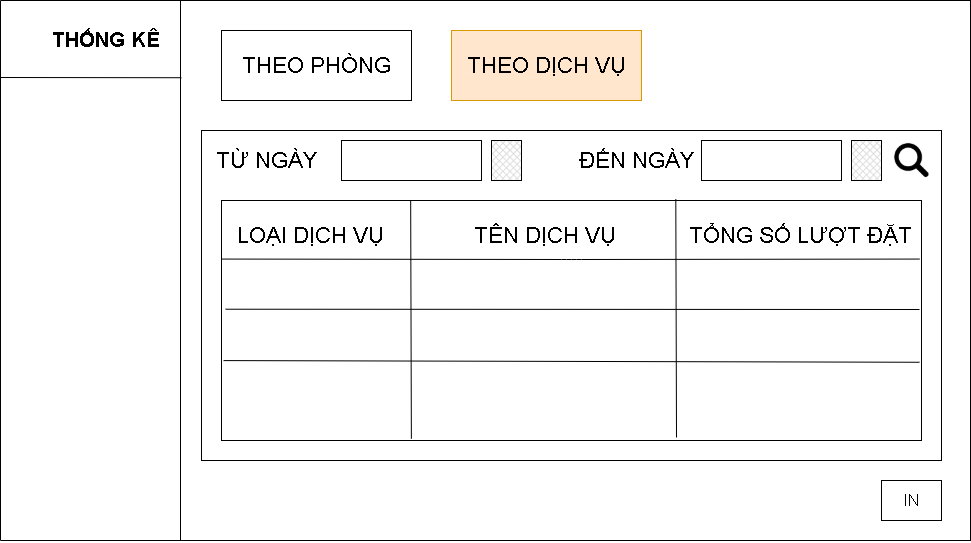 THỐNG KÊ
THEO PHÒNG
THEO DỊCH VỤ
TỪ NGÀY
ĐẾN NGÀY
LOẠI DỊCH VỤ
TÊN DỊCH VỤ
TỔNG SỐ LƯỢT ĐẶT
IN